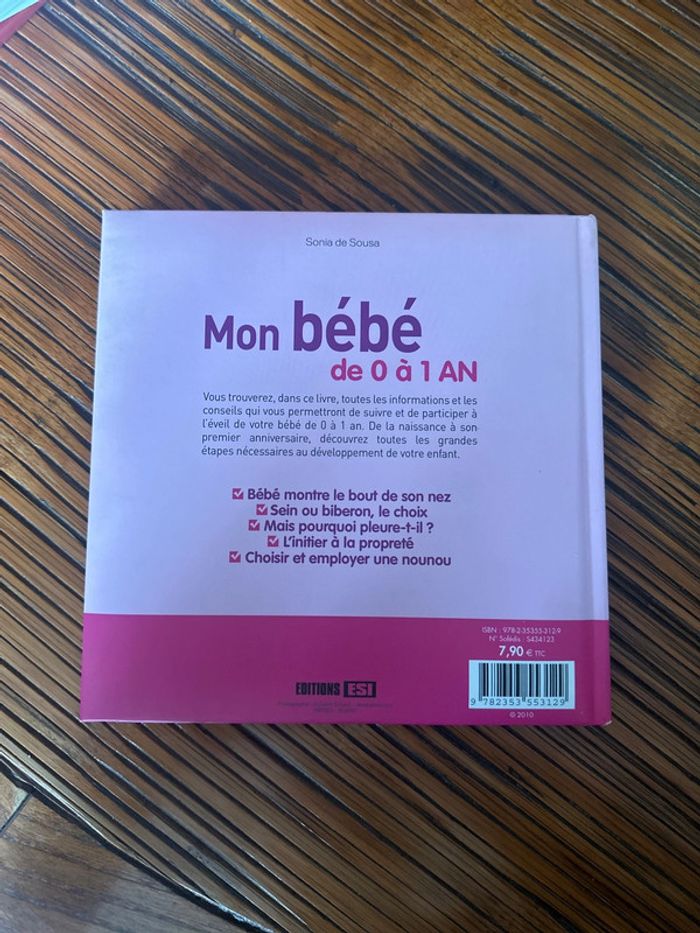 Sonia de Sousa
Mon bébé
de 0 à 1 AN
Vous trouverez, dans ce livre, toutes les informations et les
conseils qui vous permettront de suivre et de participer à
l'éveil de votre bébé de 0 à 1 an. De la naissance à son
premier anniversaire, découvrez toutes les grandes
étapes nécessaires au développement de votre enfant.
Bébé montre le bout de son nez
Sein ou biberon, le choix
Mais pourquoi pleure-t-il ?
L'initier à la propreté
Choisir et employer une nounou
ISBN : 978-2-35355-312-9
N° Solédis : S434123
7,90 € TTC
EDITIONS ESI
9 782353 553129
© 2010